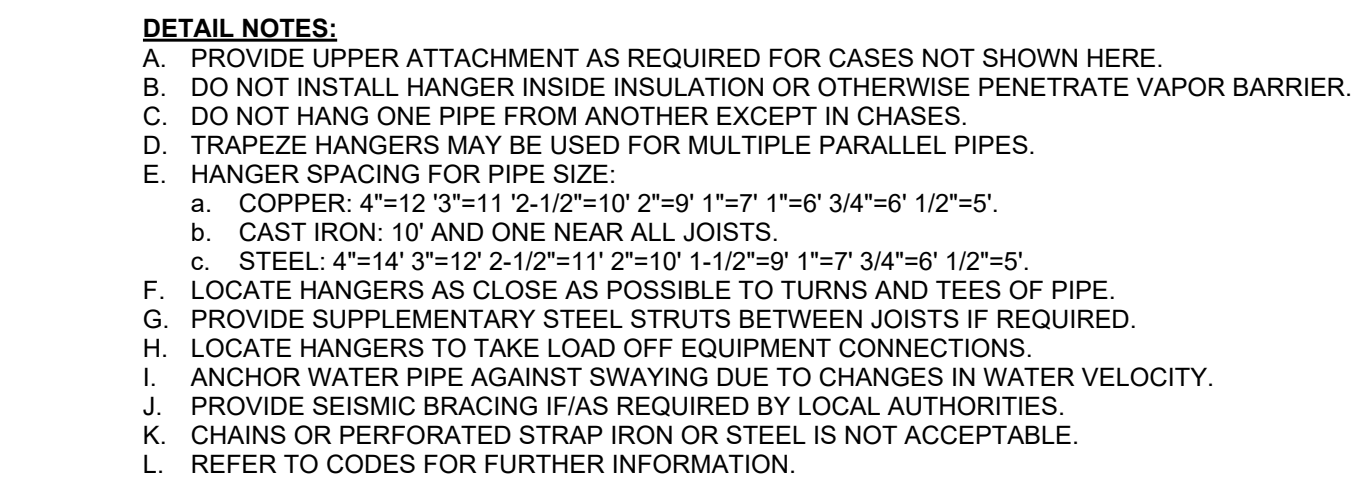 DETAIL NOTES:
A. PROVIDE UPPER ATTACHMENT AS REQUIRED FOR CASES NOT SHOWN HERE.
B. DO NOT INSTALL HANGER INSIDE INSULATION OR OTHERWISE PENETRATE VAPOR BARRIER.
C. DO NOT HANG ONE PIPE FROM ANOTHER EXCEPT IN CHASES.
D. TRAPEZE HANGERS MAY BE USED FOR MULTIPLE PARALLEL PIPES.
E. HANGER SPACING FOR PIPE SIZE:
a. COPPER: 4"=12 '3"=11 '2-1/2"=10' 2"=9' 1"=7' 1"=6' 3/4"=6' 1/2"=5'.
b. CAST IRON: 10' AND ONE NEAR ALL JOISTS.
c. STEEL: 4"=14' 3"=12' 2-1/2"=11' 2"=10' 1-1/2"=9' 1"=7' 3/4"=6' 1/2"=5'.
F. LOCATE HANGERS AS CLOSE AS POSSIBLE TO TURNS AND TEES OF PIPE.
G. PROVIDE SUPPLEMENTARY STEEL STRUTS BETWEEN JOISTS IF REQUIRED.
H. LOCATE HANGERS TO TAKE LOAD OFF EQUIPMENT CONNECTIONS.
I. ANCHOR WATER PIPE AGAINST SWAYING DUE TO CHANGES IN WATER VELOCITY.
J. PROVIDE SEISMIC BRACING IF/AS REQUIRED BY LOCAL AUTHORITIES.
K. CHAINS OR PERFORATED STRAP IRON OR STEEL IS NOT ACCEPTABLE.
L. REFER TO CODES FOR FURTHER INFORMATION.